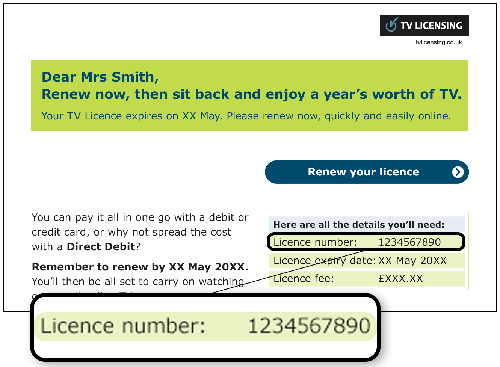 TV LICENSING
tvlicensing.co.uk
Dear Mrs Smith,
Renew now, then sit back and enjoy a year's worth of TV.
Your TV Licence expires on XX May. Please renew now, quickly and easily online.
Renew your licence
You can pay it all in one go with a debit or
credit card, or why not spread the cost
with a Direct Debit?
Remember to renew by XX May 20XX.
You'll then be all set to carry on watching
Here are all the details you'll need:
Licence number: 1234567890
Licence expiry date: XX May 20XX
Licence fee: £XXX.XX
Licence number: 1234567890